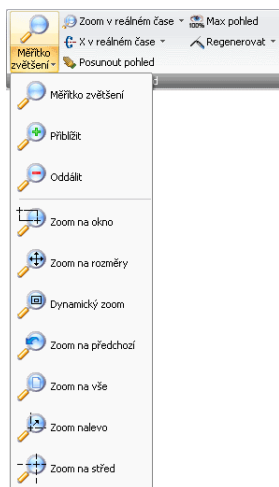 Měřítko zvětšení
Zoom v reálném čase
Max pohled
X v reálném čase
Regenerovat
Posunout pohled
Měřítko zvětšení
Přiblížit
Oddálit
Zoom na okno
Zoom na rozměry
Dynamický zoom
Zoom na předchozí
Zoom na vše
Zoom nalevo
Zoom na střed